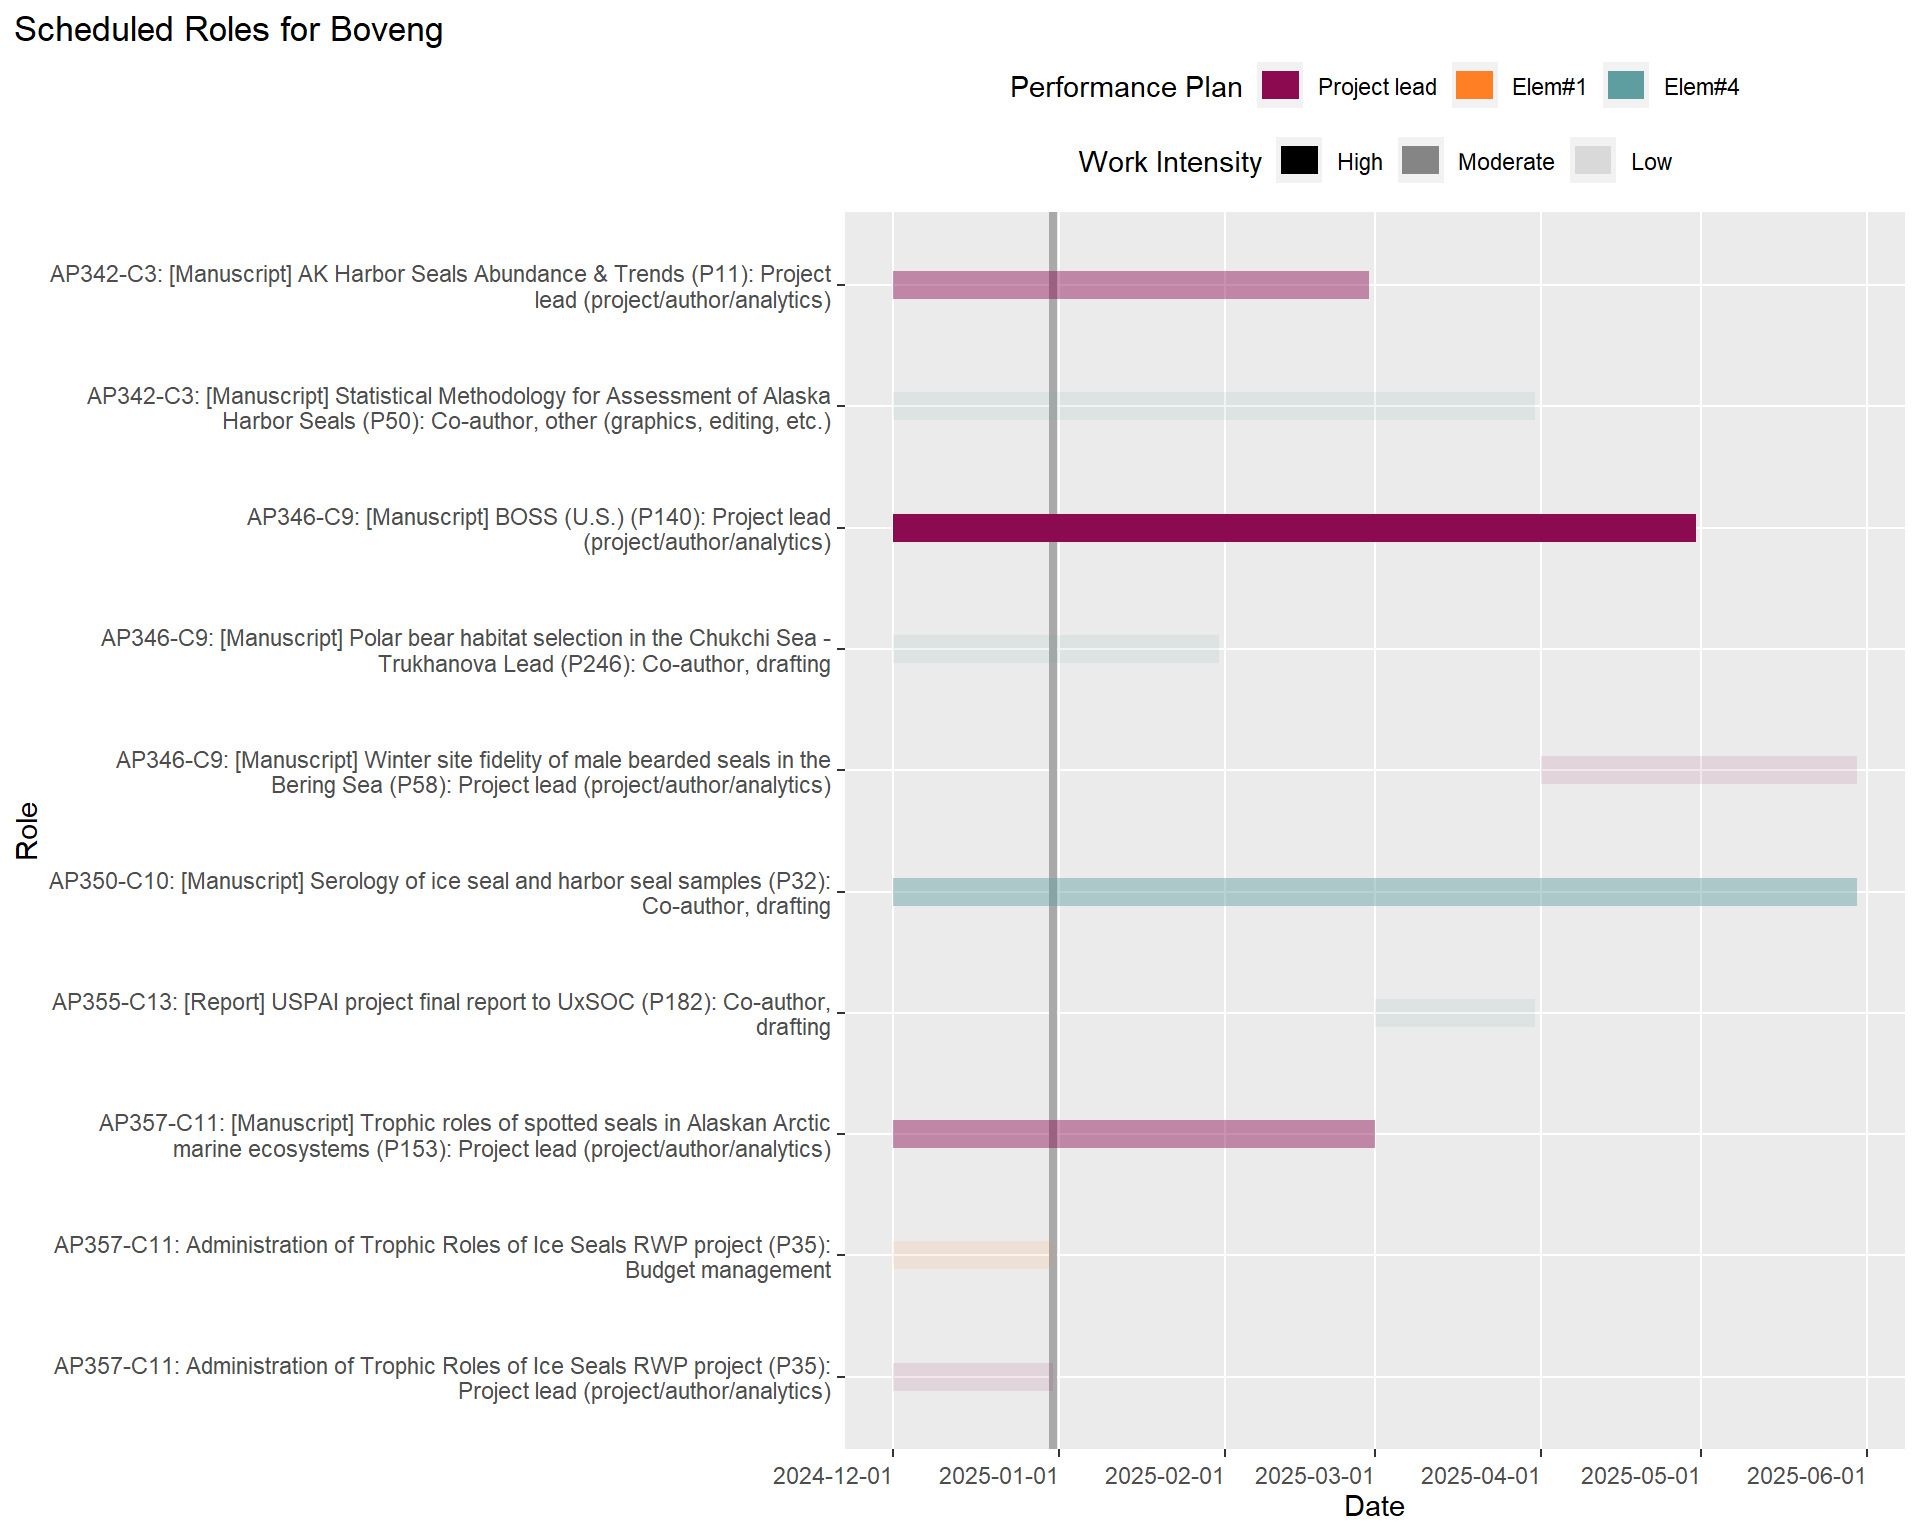 Scheduled Roles for Boveng
Performance Plan Project lead Elem#1 Elem#4
Work Intensity High Moderate Low
AP342-C3: [Manuscript] AK Harbor Seals Abundance & Trends (P11): Project
lead (project/author/analytics)
AP342-C3: [Manuscript] Statistical Methodology for Assessment of Alaska
Harbor Seals (P50): Co-author, other (graphics, editing, etc.)
AP346-C9: [Manuscript] BOSS (U.S.) (P140): Project lead
(project/author/analytics)
AP346-C9: [Manuscript] Polar bear habitat selection in the Chukchi Sea -
Trukhanova Lead (P246): Co-author, drafting
AP346-C9: [Manuscript] Winter site fidelity of male bearded seals in the
Bering Sea (P58): Project lead (project/author/analytics)
Role
AP350-C10: [Manuscript] Serology of ice seal and harbor seal samples (P32):
Co-author, drafting
AP355-C13: [Report] USPAI project final report to UxSOC (P182): Co-author,
drafting
AP357-C11: [Manuscript] Trophic roles of spotted seals in Alaskan Arctic
marine ecosystems (P153): Project lead (project/author/analytics)
AP357-C11: Administration of Trophic Roles of Ice Seals RWP project (P35):
Budget management
AP357-C11: Administration of Trophic Roles of Ice Seals RWP project (P35):
Project lead (project/author/analytics)
2024-12-01 2025-01-01 2025-02-01 2025-03-01 2025-04-01 2025-05-01 2025-06-01
Date